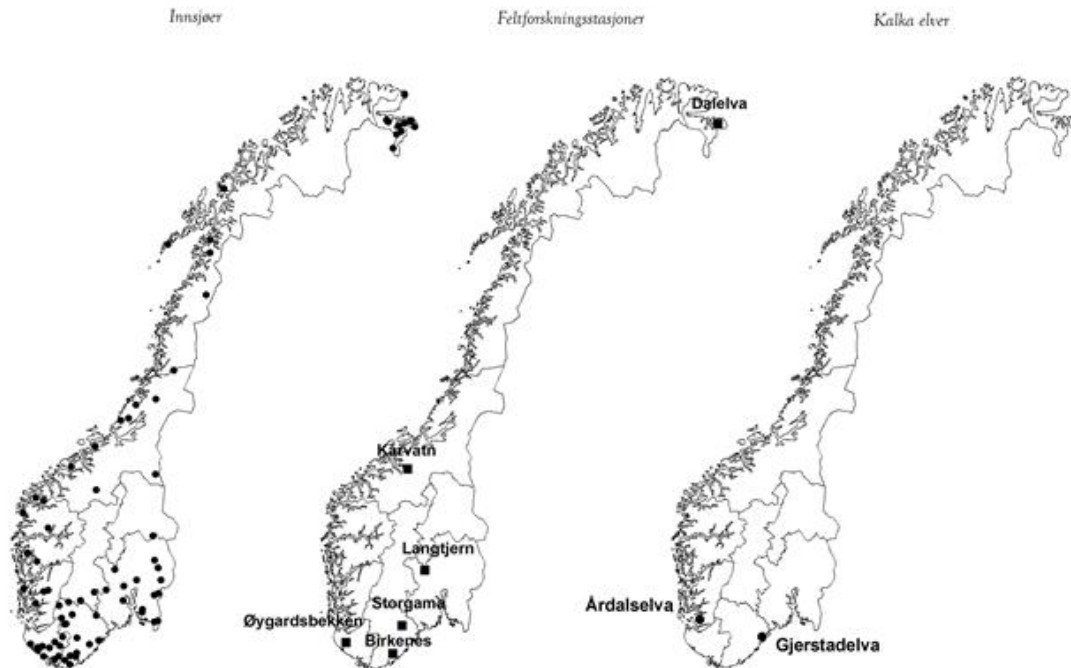 Innsjøer
Feltforskningsstasjoner
Kalka elver
Dalelva
Kårvatn
Langtjern
Storgama
Øygardsbekken
Birkenes
Årdalselva
Gjerstadelva